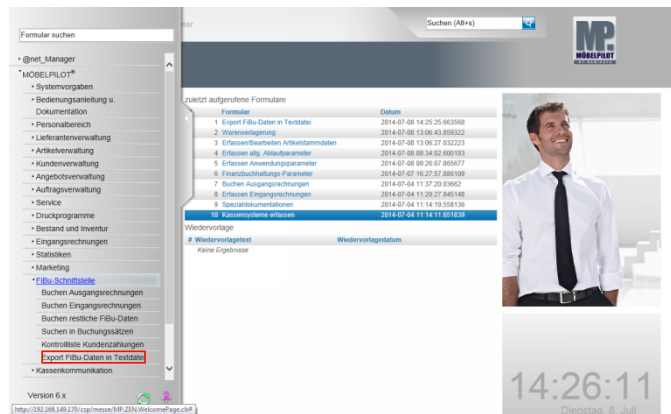 tor
Suchen (Alt+s)
MP.
MÖBELPILOT
Formular suchen
@net_Manager
MÖBELPILOT®
Systemvorgaben
Bedienungsanleitung u.
Dokumentation
Personalbereich
Lieferantenverwaltung
Artikelverwaltung
Kundenverwaltung
Angebotsverwaltung
Auftragsverwaltung
Service
Druckprogramme
Bestand und Inventur
Eingangsrechnungen
Statistiken
Marketing
FiBu-Schnittstelle
Buchen Ausgangsrechnungen
Buchen Eingangsrechnungen
Buchen restliche FiBu-Daten
Suchen in Buchungssätzen
Kontrollliste Kundenzahlungen
Export FIBu-Daten in Textdatei
Kassenkommunikation
Version 6.x
http://192.168.149.170/csp/messe/MP.ZEN.WelcomePage.cls#
zuletzt aufgerufene Formulare
Formular Datum
1 Export FiBu-Daten in Textdatei 2014-07-08 14:25:25.663568
2 Warenverlagerung 2014-07-08 13:06:43.859322
3 Erfassen/Bearbeiten Artikelstammdaten 2014-07-08 13:06:27.032223
4 Erfassen allg. Ablaufparameter 2014-07-08 09:34:02.600193
5 Erfassen Anwendungsparameter 2014-07-08 09:26:07.865677
6 Finanzbuchhaltungs-Parameter 2014-07-07 16:27:57.886109
7 Buchen Ausgangsrechnungen 2014-07-04 11:37:20.03662
8 Erfassen Eingangsrechnungen 2014-07-04 11:20:27.945148
9 Spezialdokumentationen 2014-07-04 11:14:19.558136
10 Kassensysteme erfassen 2014-07-04 11:14:11.651839
Wiedervorlage
# Wiedervorlagetext Wiedervorlagedatum
Keine Ergebnisse
14:26:11
Dienstag, 8. Juli